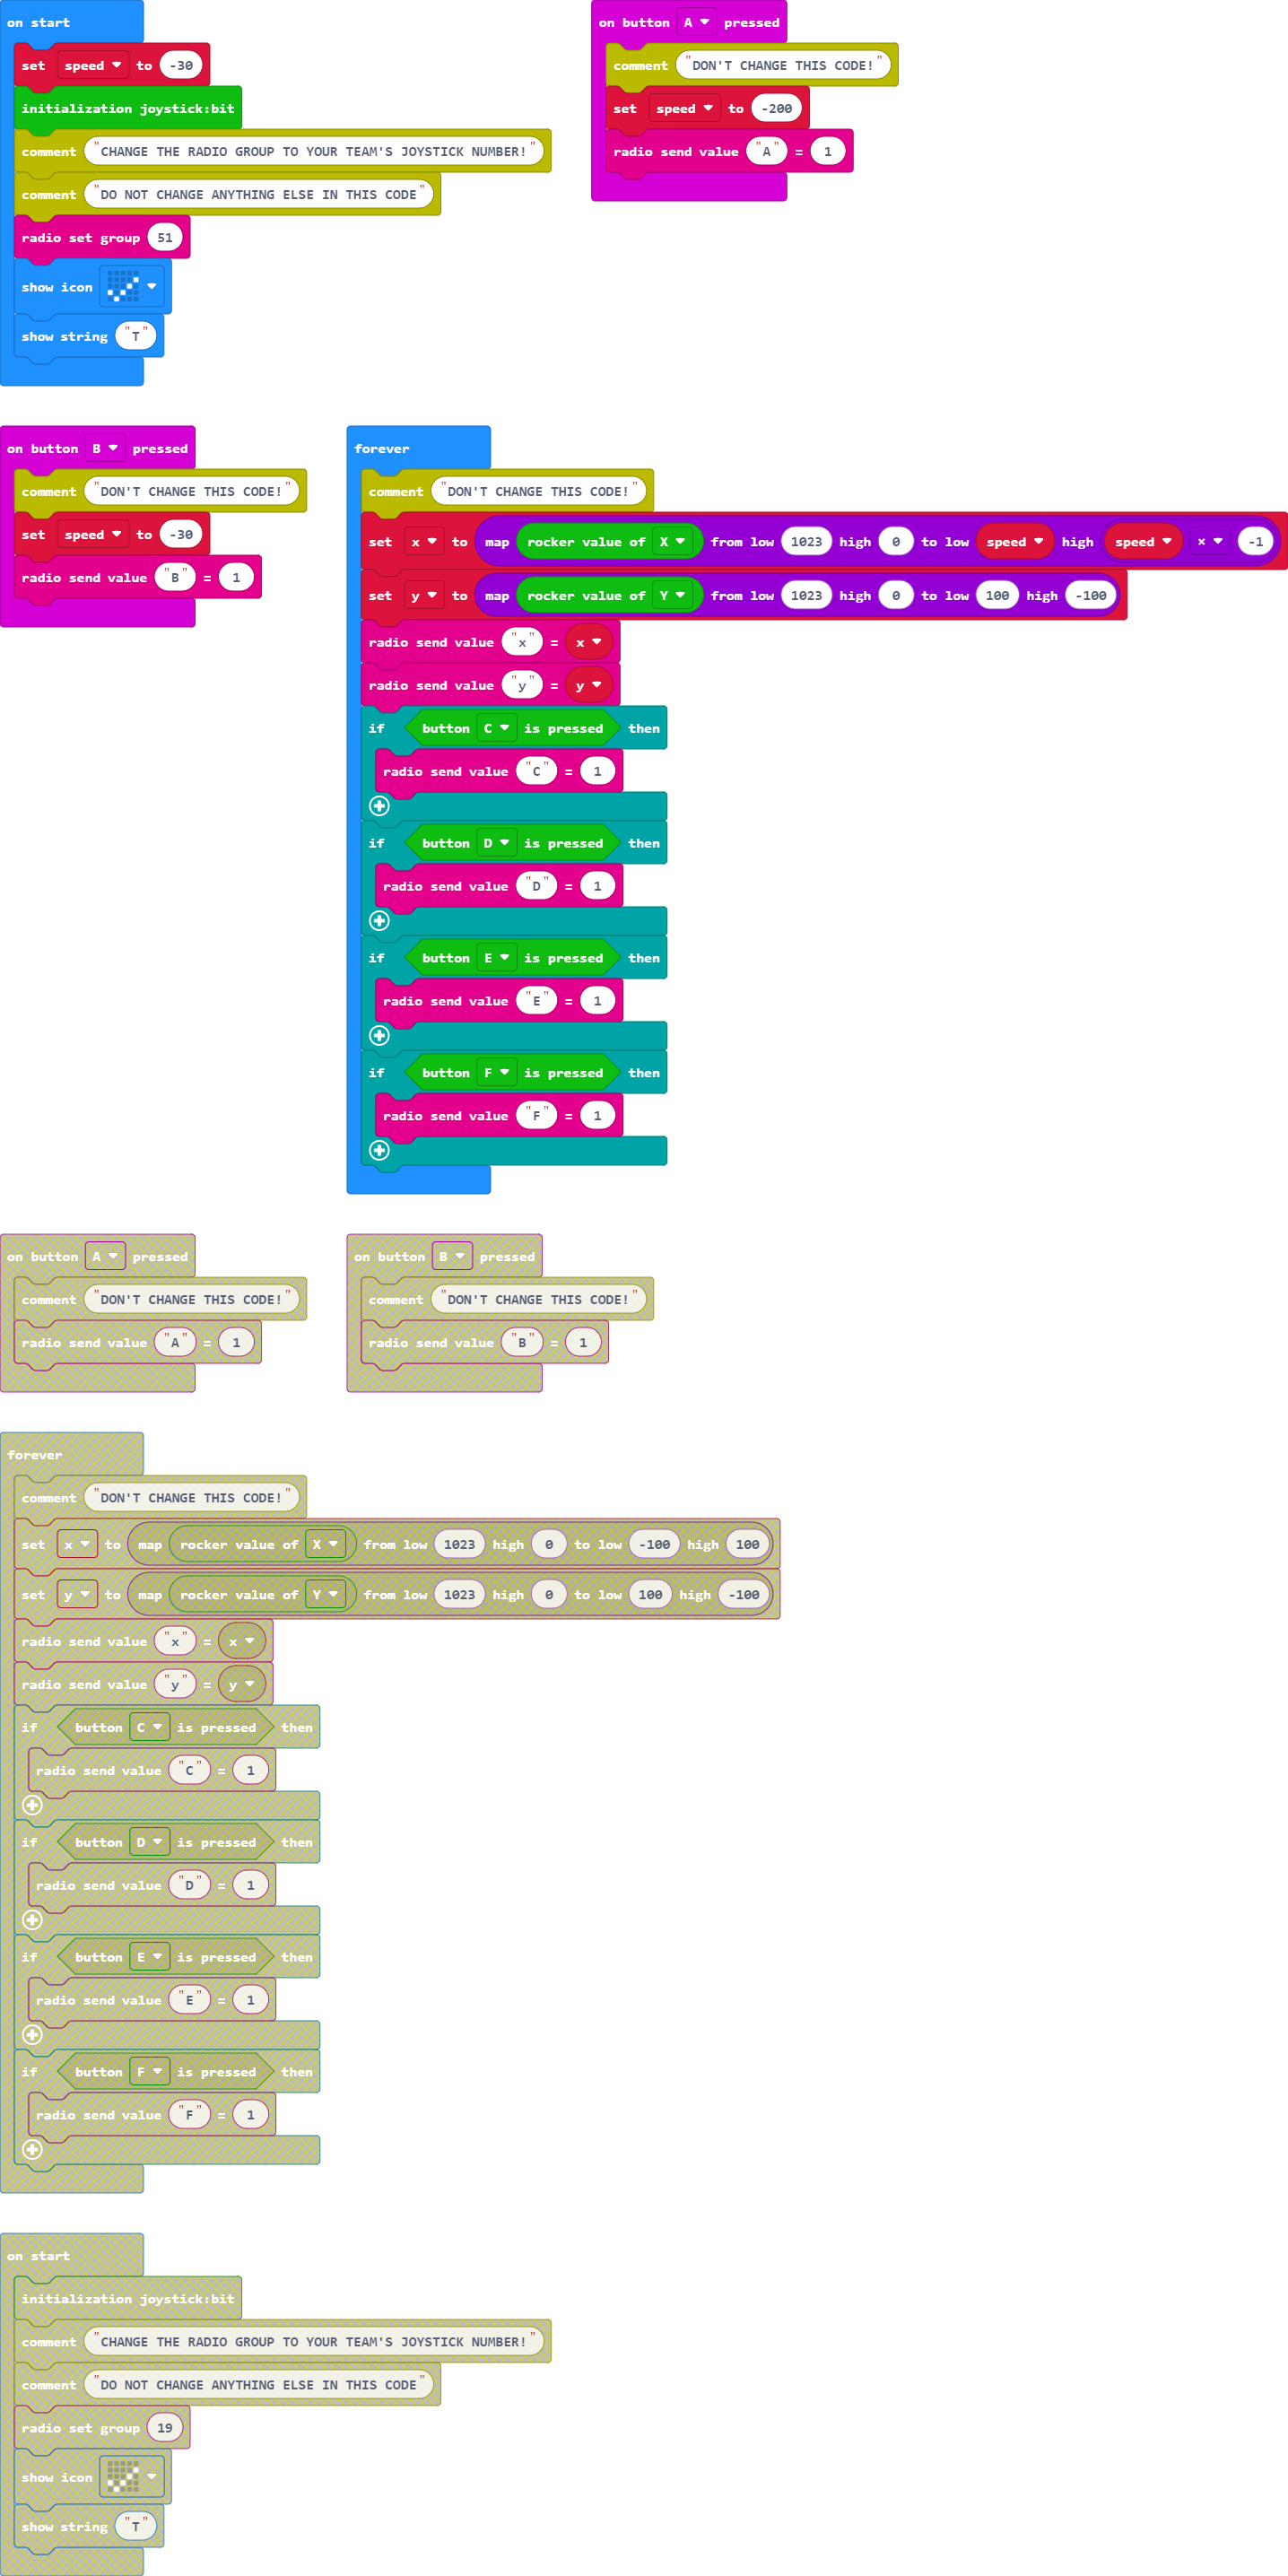 on start
set speed to -30
initialization joystick:bit
comment "CHANGE THE RADIO GROUP TO YOUR TEAM'S JOYSTICK NUMBER!"
comment "DO NOT CHANGE ANYTHING ELSE IN THIS CODE"
radio set group 51
show icon
show string "T"
on button A pressed
comment "DON'T CHANGE THIS CODE!"
set speed to -200
radio send value "A" = 1
on button B pressed
comment "DON'T CHANGE THIS CODE!"
set speed to -30
radio send value "B" = 1
forever
comment "DON'T CHANGE THIS CODE!"
set x to map rocker value of X from low 1023 high 0 to low speed high speed × -1
set y to map rocker value of Y from low 1023 high 0 to low 100 high -100
radio send value "x" = x
radio send value "y" = y
if button C is pressed then
radio send value "C" = 1
if button D is pressed then
radio send value "D" = 1
if button E is pressed then
radio send value "E" = 1
if button F is pressed then
radio send value "F" = 1
on button A pressed
comment "DON'T CHANGE THIS CODE!"
radio send value "A" = 1
on button B pressed
comment "DON'T CHANGE THIS CODE!"
radio send value "B" = 1
forever
comment "DON'T CHANGE THIS CODE!"
set x to map rocker value of X from low 1023 high 0 to low -100 high 100
set y to map rocker value of Y from low 1023 high 0 to low 100 high -100
radio send value "x" = x
radio send value "y" = y
if button C is pressed then
radio send value "C" = 1
if button D is pressed then
radio send value "D" = 1
if button E is pressed then
radio send value "E" = 1
if button F is pressed then
radio send value "F" = 1
on start
initialization joystick:bit
comment "CHANGE THE RADIO GROUP TO YOUR TEAM'S JOYSTICK NUMBER!"
comment "DO NOT CHANGE ANYTHING ELSE IN THIS CODE"
radio set group 19
show icon
show string "T"